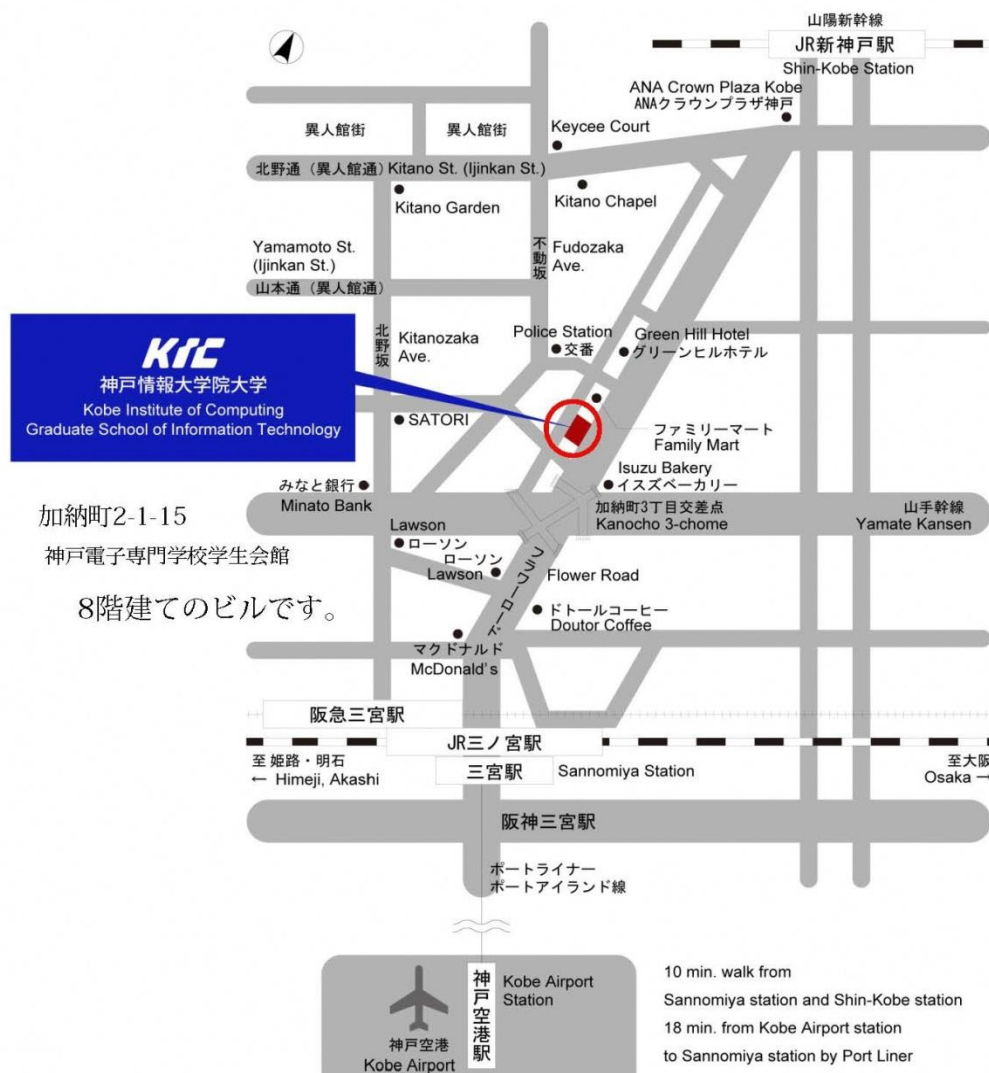 山陽新幹線
JR新神戸駅
Shin-Kobe Station
ANA Crown Plaza Kobe
ANAクラウンプラザ神戸
異人館街
異人館街
Keycee Court
北野通（異人館通）Kitano St. (Ijinkan St.)
Kitano Garden
Kitano Chapel
Yamamoto St.
(Ijinkan St.)
山本通（異人館通）
不動坂
Fudozaka
Ave.
北野坂
Kitanozaka
Ave.
Police Station
交番
Green Hill Hotel
グリーンヒルホテル
KIC
神戸情報大学院大学
Kobe Institute of Computing
Graduate School of Information Technology
SATORI
ファミリーマート
Family Mart
Isuzu Bakery
イスズベーカリー
みなと銀行
Minato Bank
加納町3丁目交差点
Kanocho 3-chome
山手幹線
Yamate Kansen
加納町2-1-15
神戸電子専門学校学生会館
8階建てのビルです。
Lawson
ローソン
ローソン
Lawson
フラワーロード
Flower Road
ドトールコーヒー
Doutor Coffee
マクドナルド
McDonald's
阪急三宮駅
JR三ノ宮駅
至 姫路・明石
← Himeji, Akashi
三宮駅
Sannomiya Station
至大阪
Osaka →
阪神三宮駅
ポートライナー
ポートアイランド線
神戸空港駅
Kobe Airport
Station
神戸空港
Kobe Airport
10 min. walk from
Sannomiya station and Shin-Kobe station
18 min. from Kobe Airport station
to Sannomiya station by Port Liner